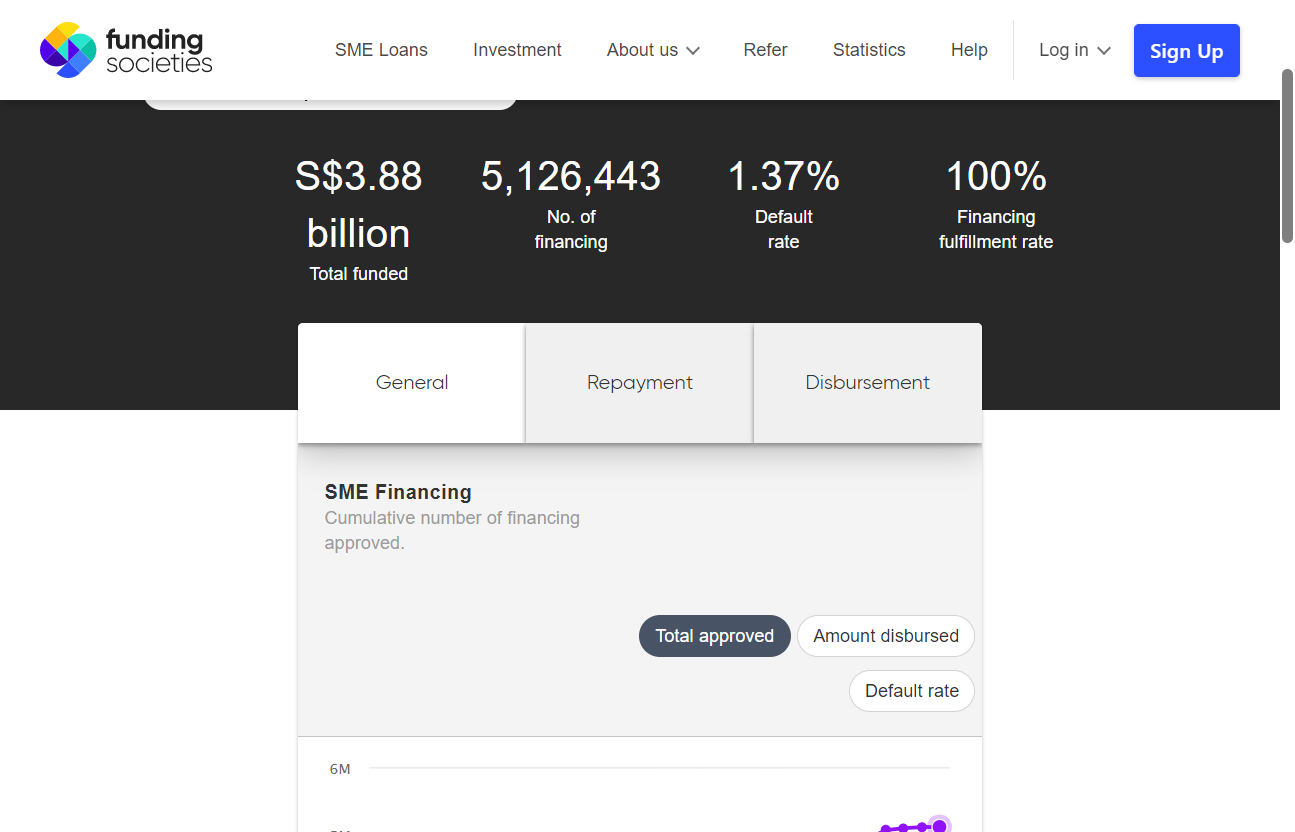 funding
societies
SME Loans
Investment
About us
Refer
Statistics
Help
Log in
Sign Up
S$3.88
billion
Total funded
5,126,443
No. of
financing
1.37%
Default
rate
100%
Financing
fulfillment rate
General
Repayment
Disbursement
SME Financing
Cumulative number of financing
approved.
Total approved
Amount disbursed
Default rate
6M